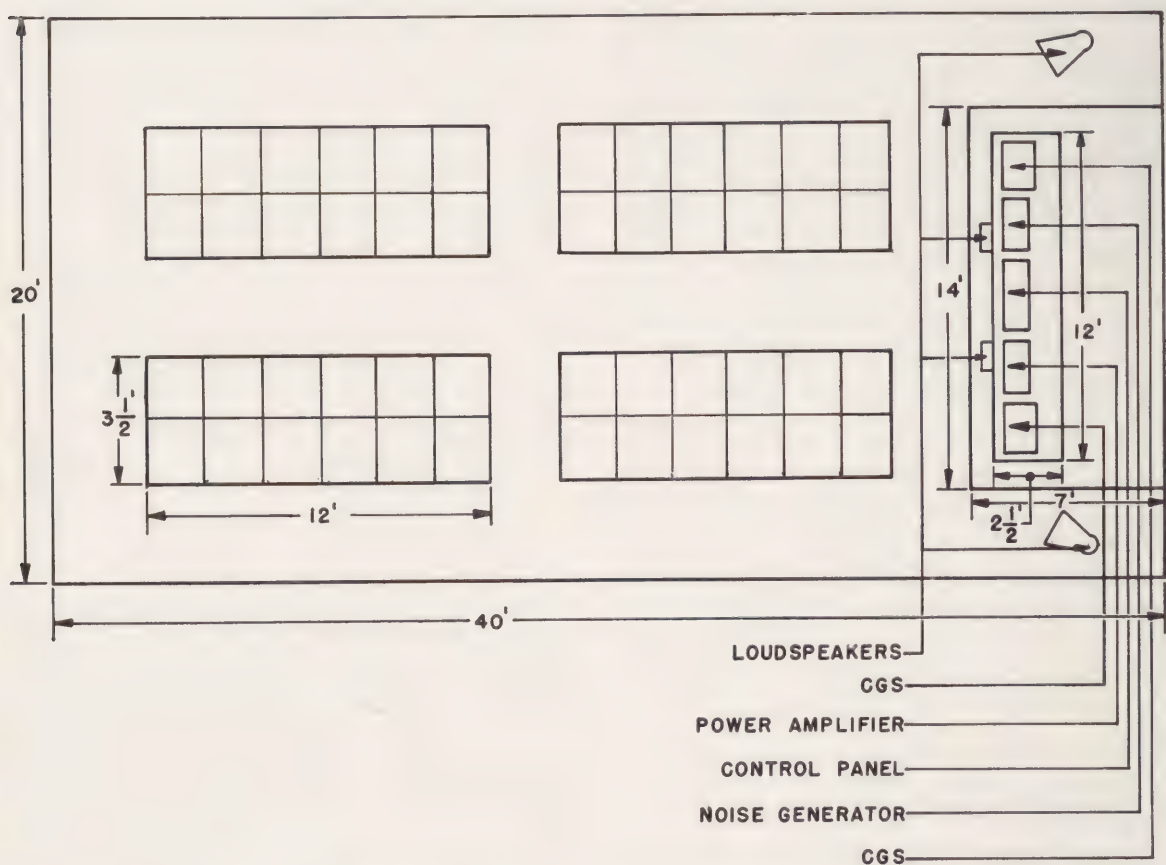 20'
14'
12'
3 1/2'
12'
2 1/2'
7'
40'
LOUDSPEAKERS
CGS
POWER AMPLIFIER
CONTROL PANEL
NOISE GENERATOR
CGS